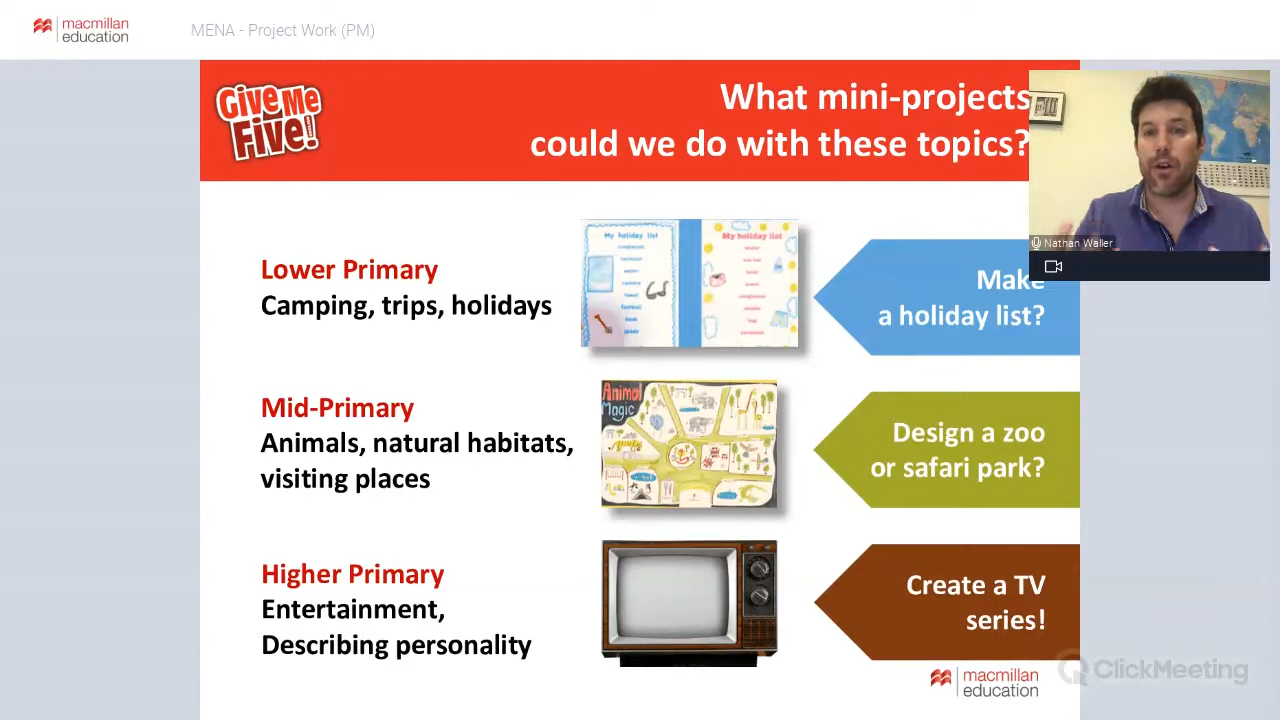 macmillan
education
MENA - Project Work (PM)
Give Me
Five!
What mini-projects
could we do with these topics?
Nathan Waller
Lower Primary
Camping, trips, holidays
My holiday list
My holiday list
Make
a holiday list?
Mid-Primary
Animals, natural habitats,
visiting places
Animal
Magic
Design a zoo
or safari park?
Higher Primary
Entertainment,
Describing personality
Create a TV
series!
macmillan
education
ClickMeeting